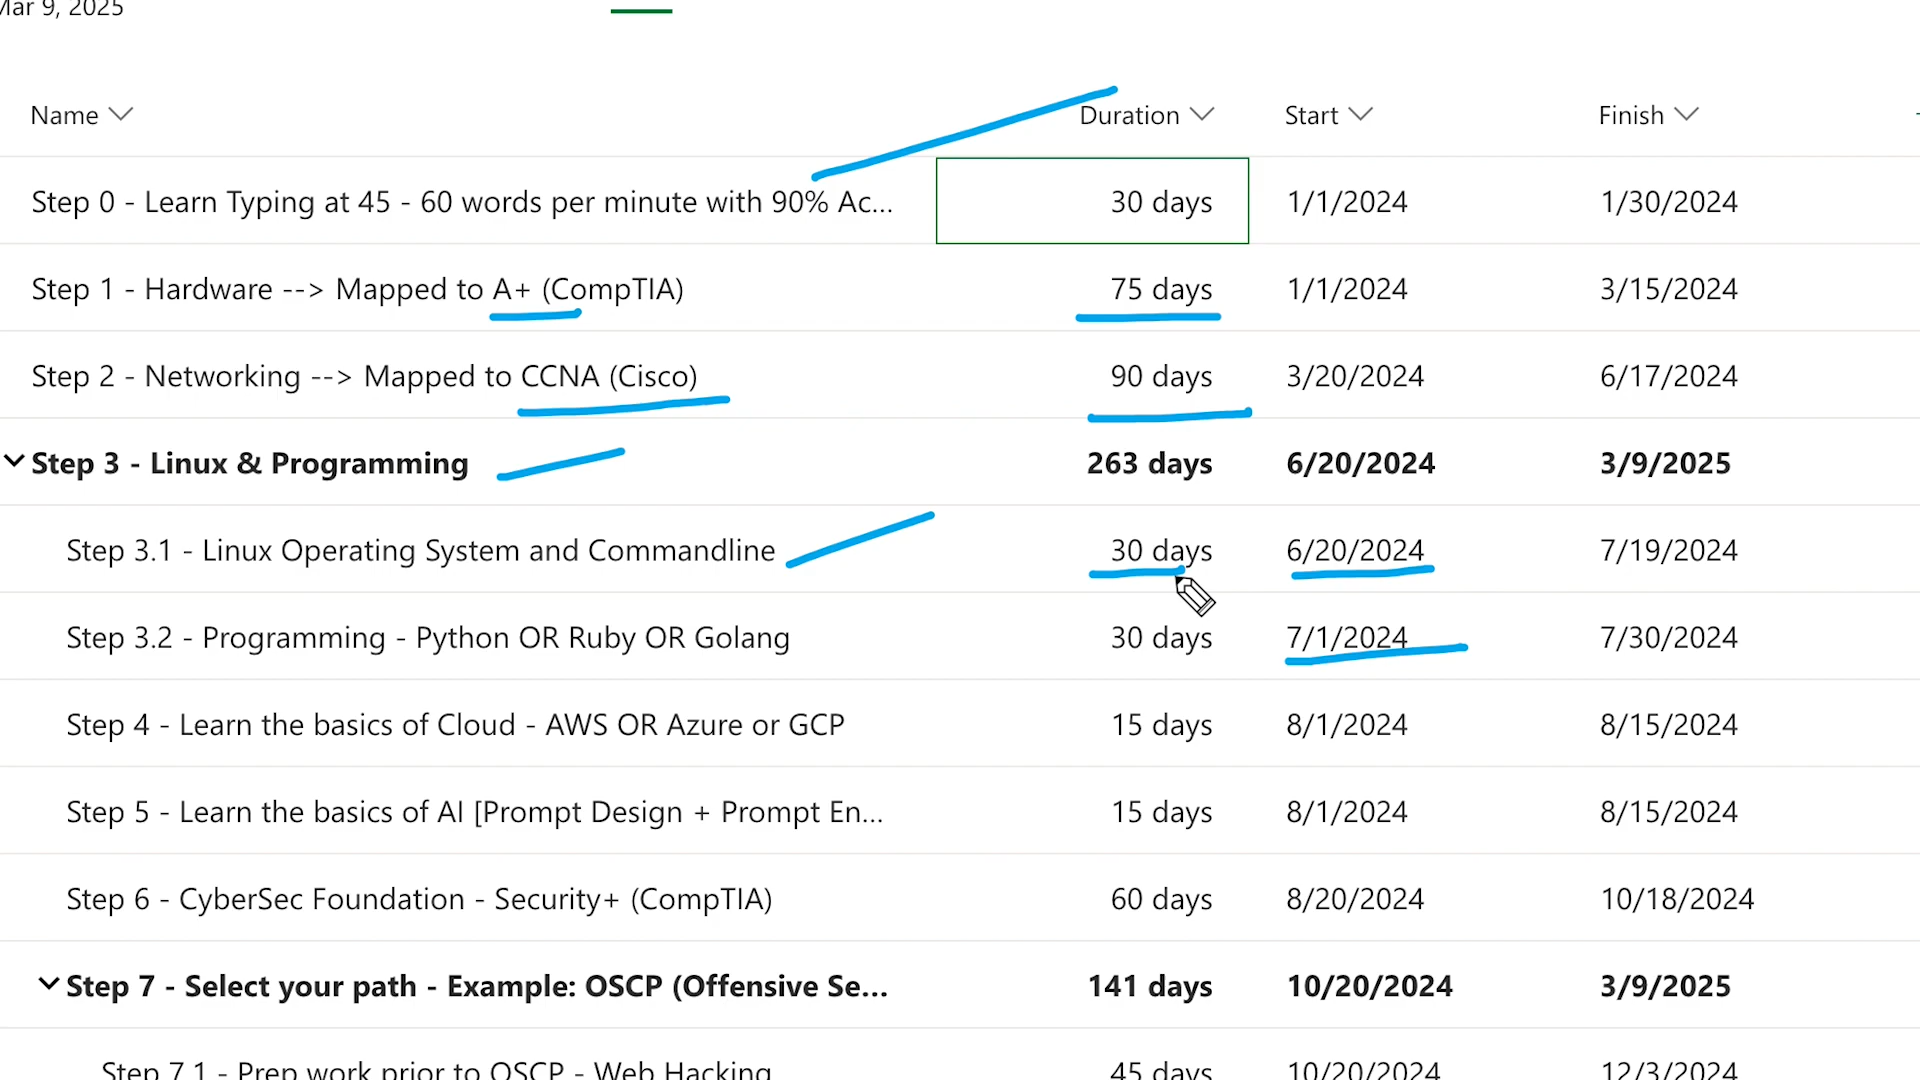 Mar 9, 2025
Name Duration Start Finish
Step 0 - Learn Typing at 45 - 60 words per minute with 90% Ac... 30 days 1/1/2024 1/30/2024
Step 1 - Hardware --> Mapped to A+ (CompTIA) 75 days 1/1/2024 3/15/2024
Step 2 - Networking --> Mapped to CCNA (Cisco) 90 days 3/20/2024 6/17/2024
Step 3 - Linux & Programming 263 days 6/20/2024 3/9/2025
Step 3.1 - Linux Operating System and Commandline 30 days 6/20/2024 7/19/2024
Step 3.2 - Programming - Python OR Ruby OR Golang 30 days 7/1/2024 7/30/2024
Step 4 - Learn the basics of Cloud - AWS OR Azure or GCP 15 days 8/1/2024 8/15/2024
Step 5 - Learn the basics of AI [Prompt Design + Prompt En... 15 days 8/1/2024 8/15/2024
Step 6 - CyberSec Foundation - Security+ (CompTIA) 60 days 8/20/2024 10/18/2024
Step 7 - Select your path - Example: OSCP (Offensive Se... 141 days 10/20/2024 3/9/2025
Step 7.1 - Prep work prior to OSCP - Web Hacking 45 days 10/20/2024 12/3/2024